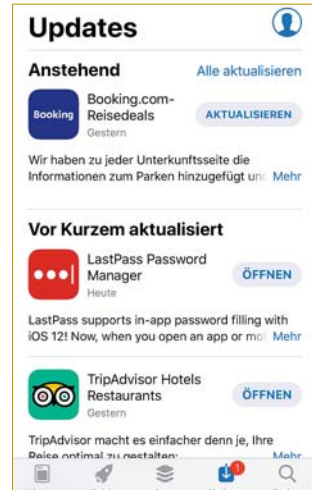 Updates
Anstehend Alle aktualisieren
Booking
Booking.com-
Reisedeals
Gestern
AKTUALISIEREN
Wir haben zu jeder Unterkunftsseite die
Informationen zum Parken hinzugefügt Mehr
Vor Kurzem aktualisiert
LastPass Password
Manager
Heute
ÖFFNEN
LastPass supports in-app password filling with
iOS 12! Now, when you open an app or Mehr
TripAdvisor Hotels
Restaurants
Gestern
ÖFFNEN
TripAdvisor macht es einfacher denn je, Ihre
Reise optimal zu gestalten: Mehr
1